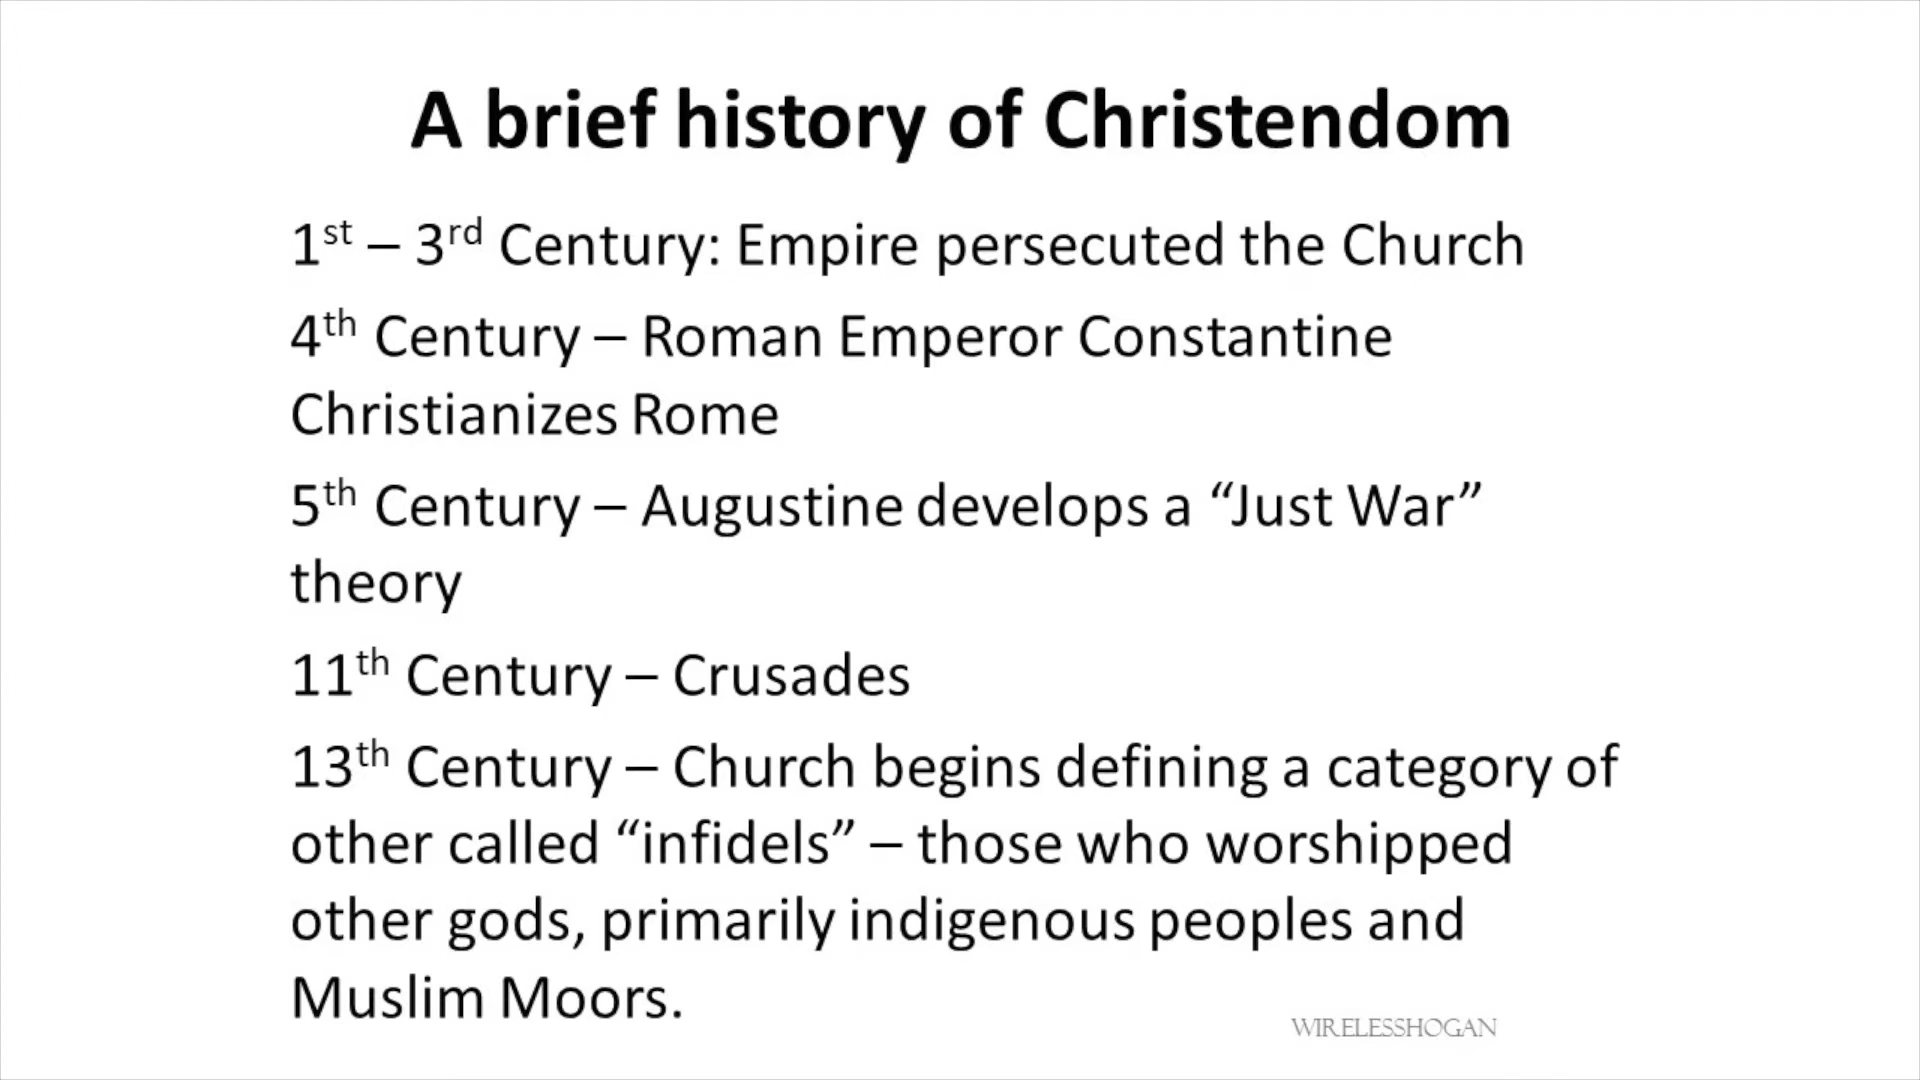 A brief history of Christendom
1st – 3rd Century: Empire persecuted the Church
4th Century – Roman Emperor Constantine
Christianizes Rome
5th Century – Augustine develops a “Just War”
theory
11th Century – Crusades
13th Century – Church begins defining a category of
other called “infidels” – those who worshipped
other gods, primarily indigenous peoples and
Muslim Moors.
WIRELESSHOGAN